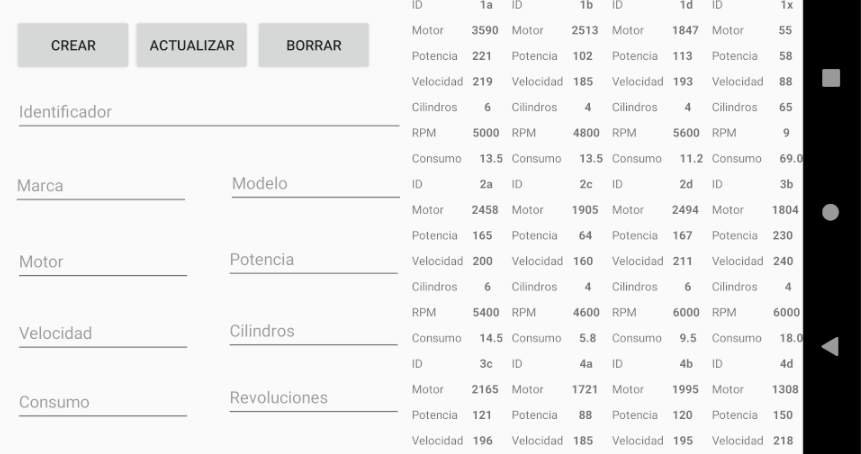 CREAR ACTUALIZAR BORRAR
Identificador
Marca Modelo
Motor Potencia
Velocidad Cilindros
Consumo Revoluciones
ID 1a ID 1b ID 1d ID 1x
Motor 3590 Motor 2513 Motor 1847 Motor 55
Potencia 221 Potencia 102 Potencia 113 Potencia 58
Velocidad 219 Velocidad 185 Velocidad 193 Velocidad 88
Cilindros 6 Cilindros 4 Cilindros 4 Cilindros 65
RPM 5000 RPM 4800 RPM 5600 RPM 9
Consumo 13.5 Consumo 13.5 Consumo 11.2 Consumo 69.0
ID 2a ID 2c ID 2d ID 3b
Motor 2458 Motor 1905 Motor 2494 Motor 1804
Potencia 165 Potencia 64 Potencia 167 Potencia 230
Velocidad 200 Velocidad 160 Velocidad 211 Velocidad 240
Cilindros 6 Cilindros 4 Cilindros 6 Cilindros 4
RPM 5400 RPM 4600 RPM 6000 RPM 6000
Consumo 14.5 Consumo 5.8 Consumo 9.5 Consumo 18.0
ID 3c ID 4a ID 4b ID 4d
Motor 2165 Motor 1721 Motor 1995 Motor 1308
Potencia 121 Potencia 88 Potencia 120 Potencia 150
Velocidad 196 Velocidad 185 Velocidad 195 Velocidad 218